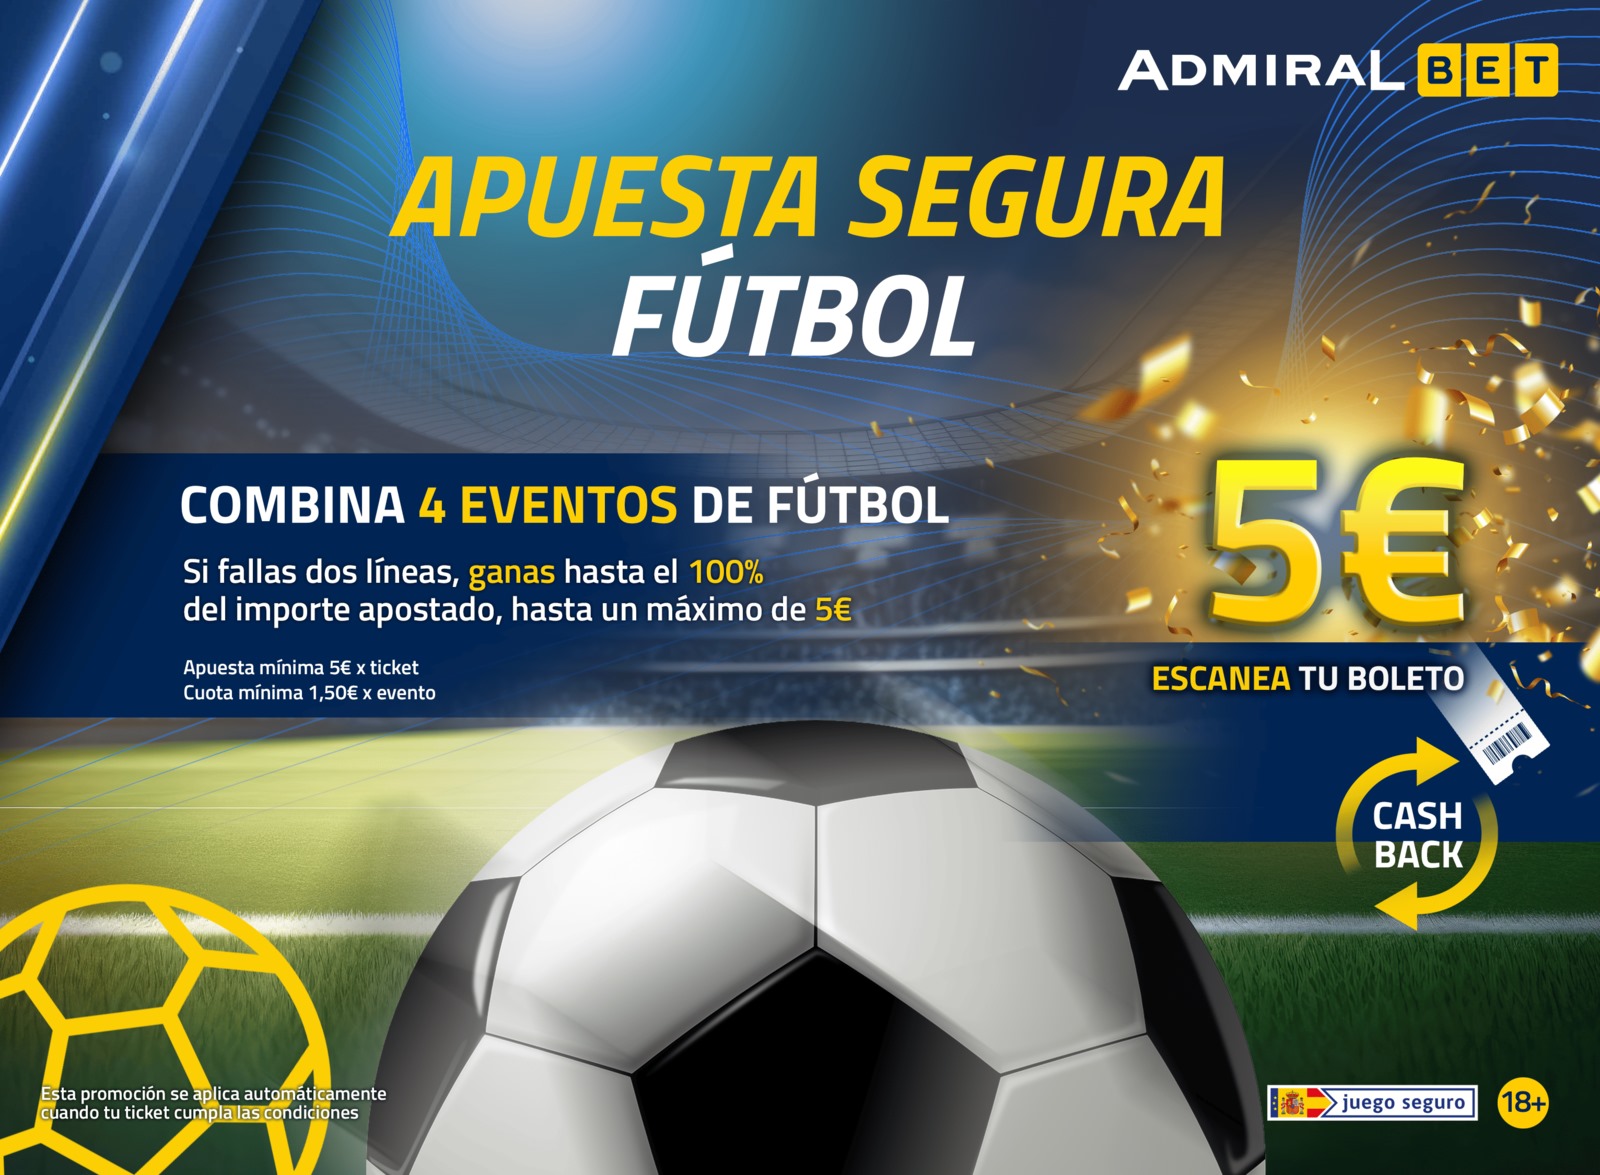 ADMIRAL BET
APUESTA SEGURA
FÚTBOL
COMBINA 4 EVENTOS DE FÚTBOL
Si fallas dos líneas, ganas hasta el 100%
del importe apostado, hasta un máximo de 5€
Apuesta mínima 5€ x ticket
Cuota mínima 1,50€ x evento
5€
ESCANEA TU BOLETO
CASH
BACK
Esta promoción se aplica automáticamente
cuando tu ticket cumpla las condiciones
juego seguro
18+